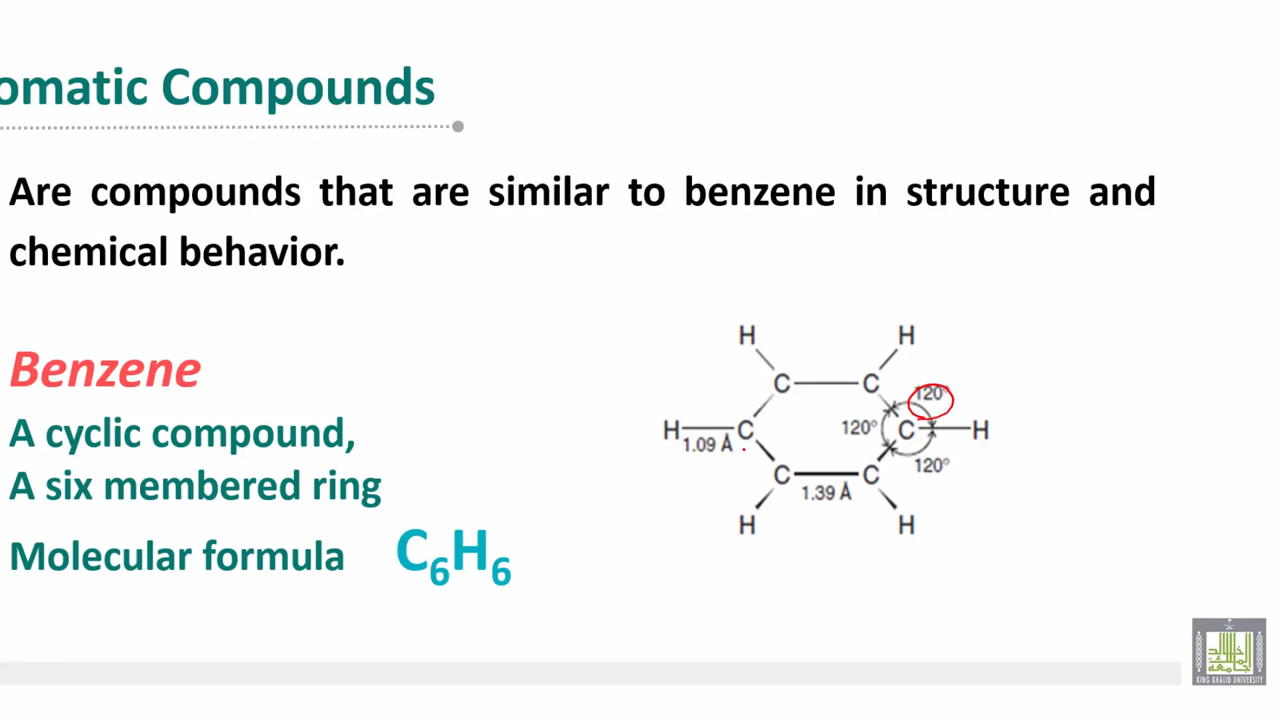 omatic Compounds
Are compounds that are similar to benzene in structure and
chemical behavior.
Benzene
A cyclic compound,
A six membered ring
Molecular formula C₆H₆
H H
C C 120°
H C 120° C H
1.09 Å 120°
C C
1.39 Å
H H
KING KHALID UNIVERSITY